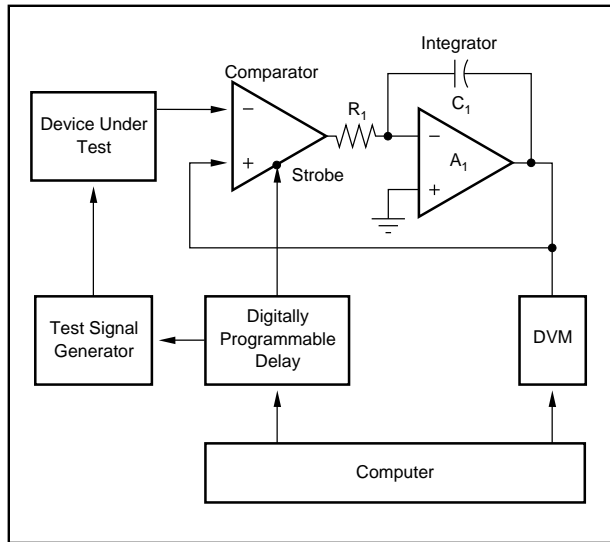 Integrator
Comparator
C₁
R₁
Device Under
Test
−
+
−
+
A₁
Strobe
Test Signal
Generator
Digitally
Programmable
Delay
DVM
Computer